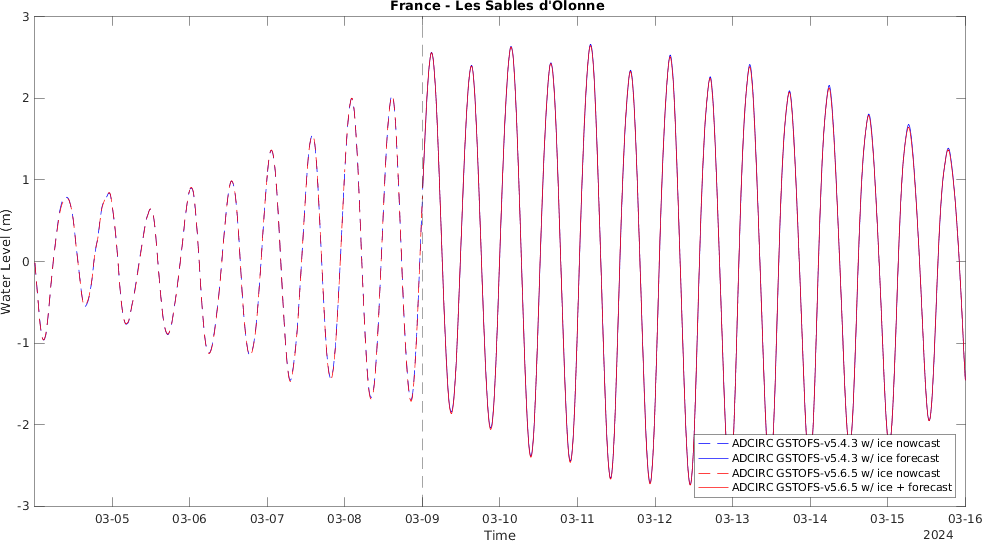 France - Les Sables d'Olonne
3
2
1
0
-1
-2
-3
Water Level (m)
ADCIRC GSTOFS-v5.4.3 w/ ice nowcast
ADCIRC GSTOFS-v5.4.3 w/ ice forecast
ADCIRC GSTOFS-v5.6.5 w/ ice nowcast
ADCIRC GSTOFS-v5.6.5 w/ ice + forecast
03-05 03-06 03-07 03-08 03-09 03-10 03-11 03-12 03-13 03-14 03-15 03-16
Time
2024